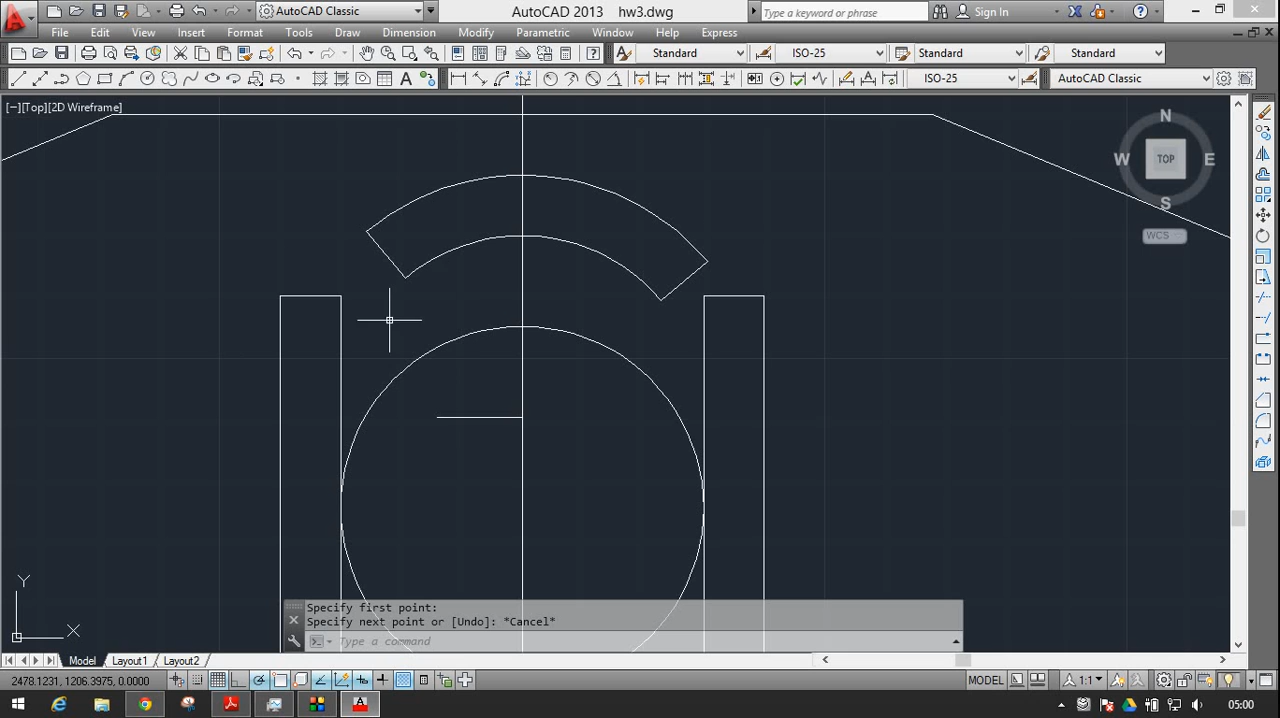 AutoCAD Classic
AutoCAD 2013 hw3.dwg
Type a keyword or phrase
Sign In
File Edit View Insert Format Tools Draw Dimension Modify Parametric Window Help Express
Standard ISO-25 Standard Standard
A ISO-25 AutoCAD Classic
[−][Top][2D Wireframe]
N
W TOP E
S
WCS
Specify first point:
Specify next point or [Undo]: *Cancel*
Type a command
Y
X
Model Layout1 Layout2
2478.1231, 1206.3975, 0.0000
MODEL
1:1
05:00